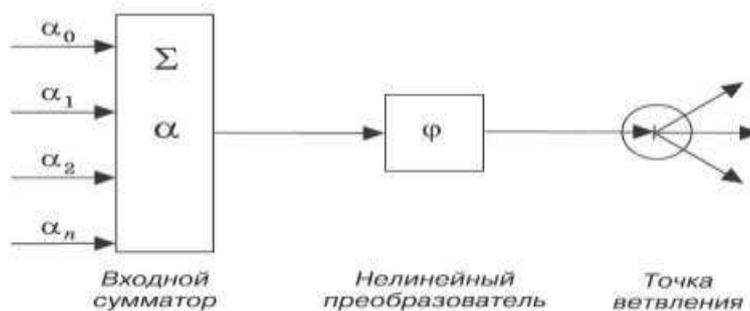 α₀
α₁
α₂
αₙ
Σ
α
φ
Входной
сумматор
Нелинейный
преобразователь
Точка
ветвления